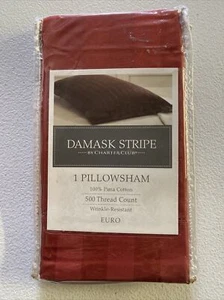 DAMASK STRIPE
BY CHARTER CLUB
1 PILLOWSHAM
100% Pima Cotton
500 Thread Count
Wrinkle Resistant
EURO